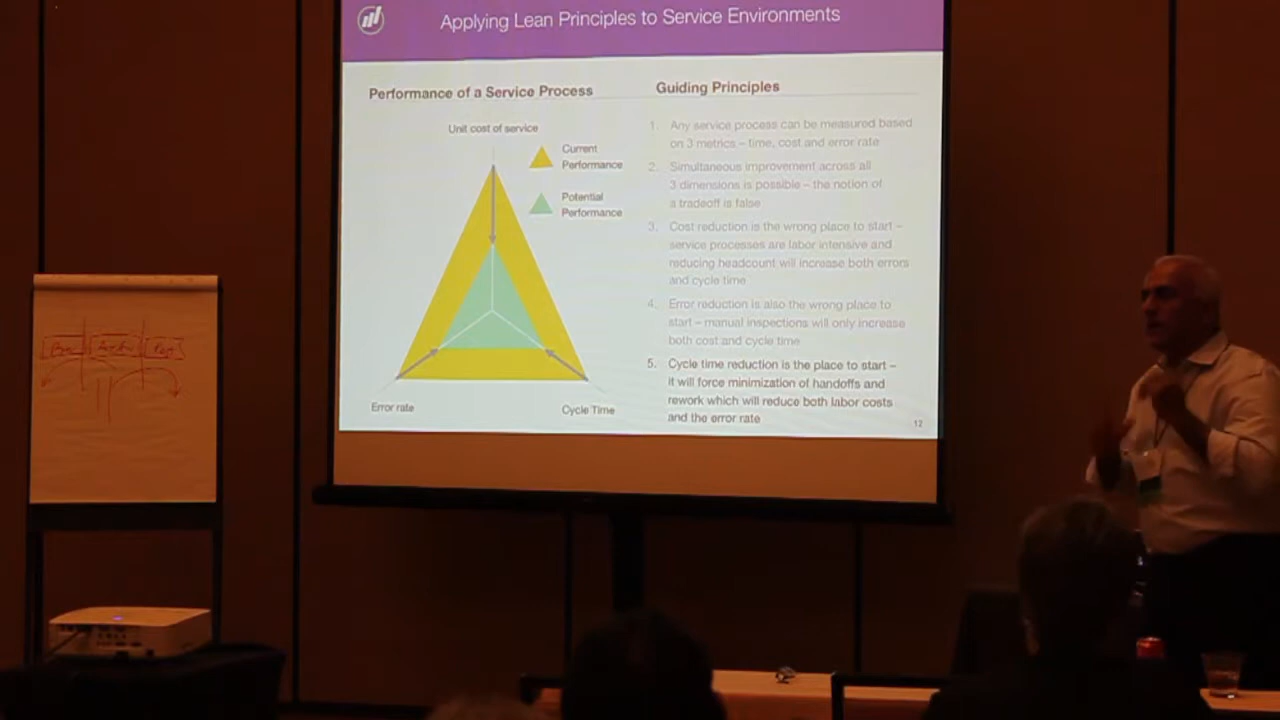 Applying Lean Principles to Service Environments
Performance of a Service Process
Unit cost of service
Current
Performance
Potential
Performance
Error rate
Cycle Time
Guiding Principles
1. Any service process can be measured based
on 3 metrics – time, cost and error rate
2. Simultaneous improvement across all
3 dimensions is possible – the notion of
a tradeoff is false
3. Cost reduction is the wrong place to start –
service processes are labor intensive and
reducing headcount will increase both errors
and cycle time
4. Error reduction is also the wrong place to
start – manual inspections will only increase
both cost and cycle time
5. Cycle time reduction is the place to start –
it will force minimization of handoffs and
rework which will reduce both labor costs
and the error rate
12